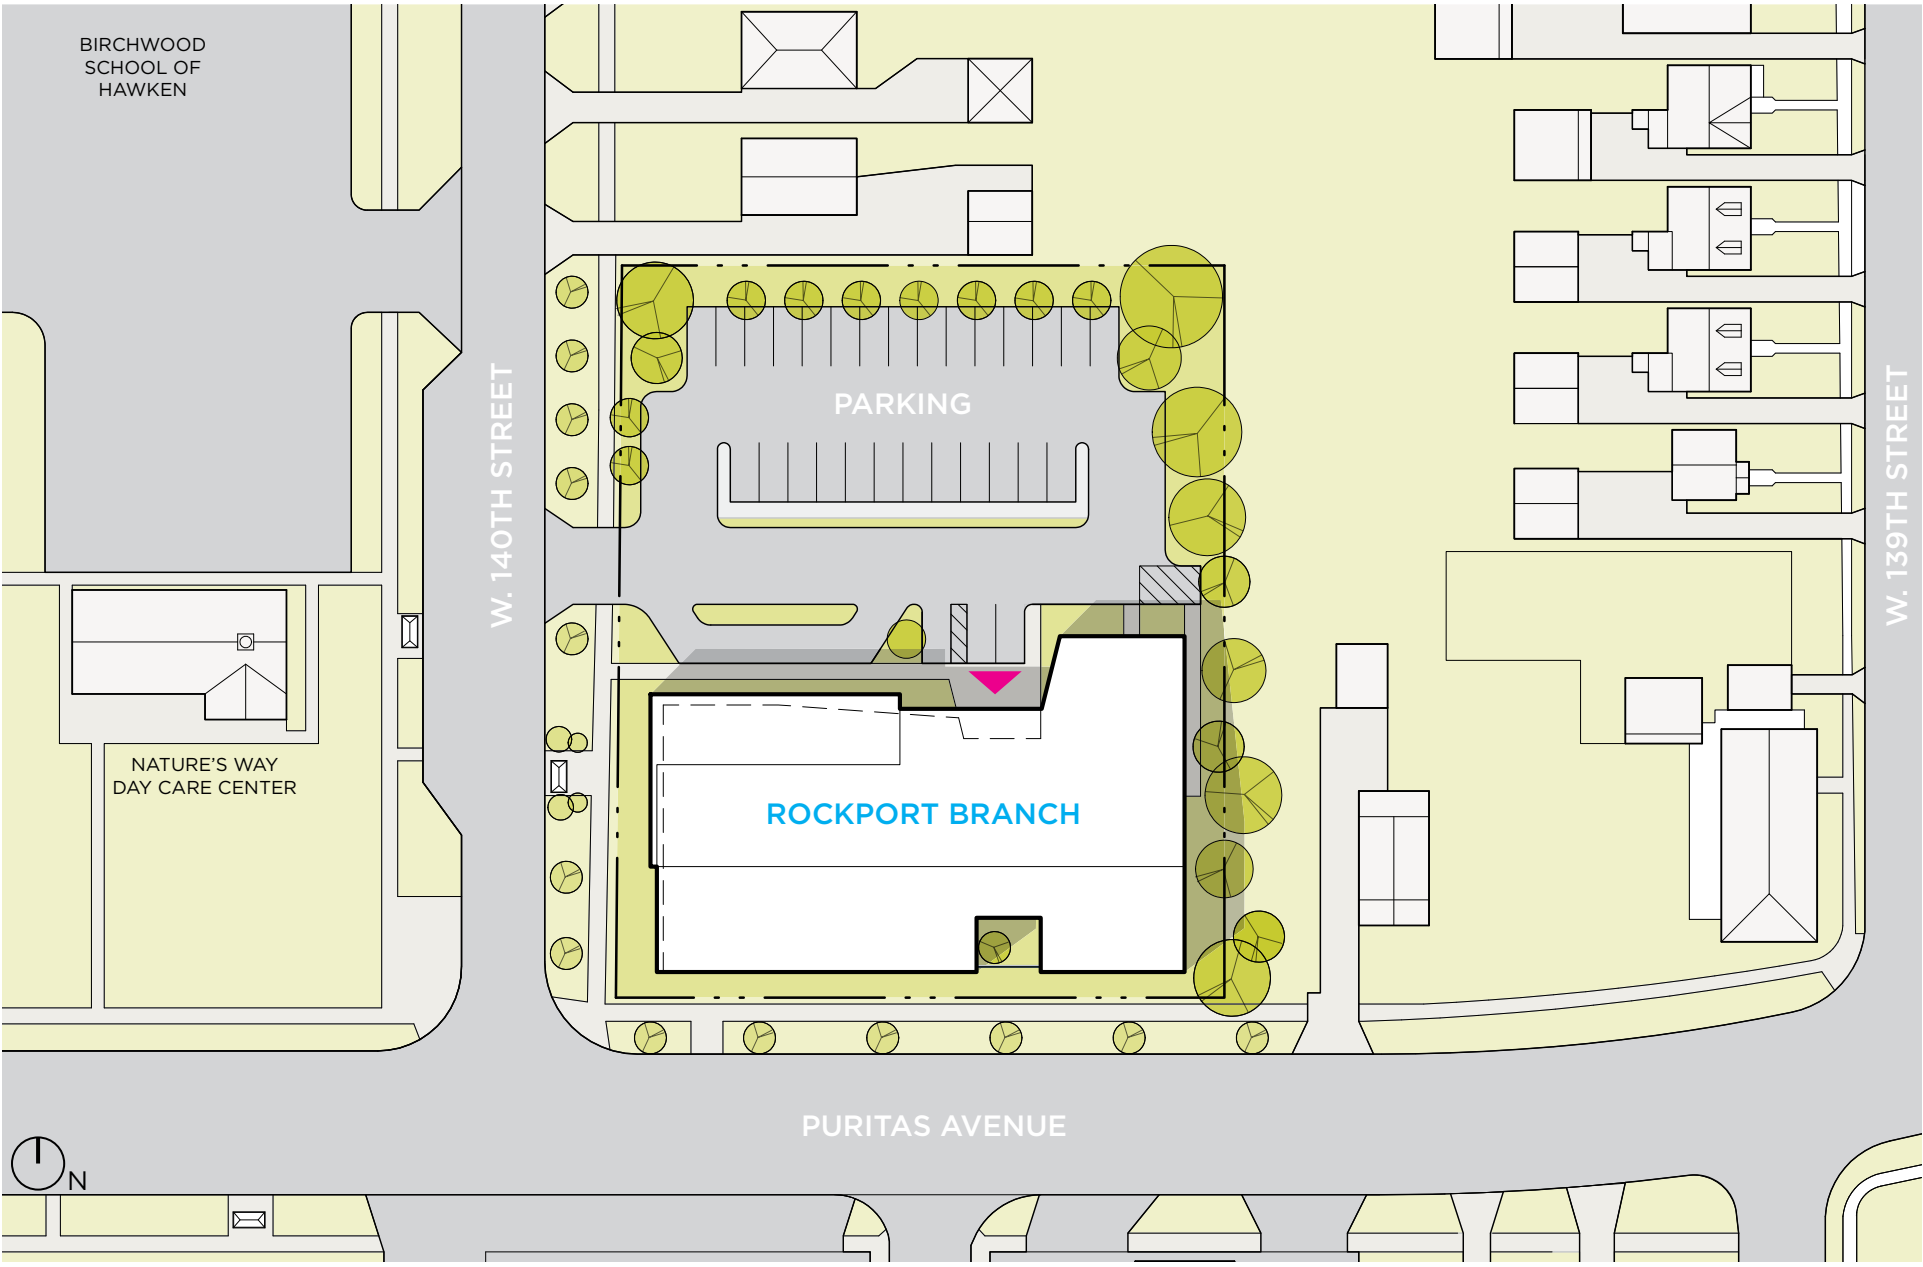 BIRCHWOOD
SCHOOL OF
HAWKEN
W. 140TH STREET
PARKING
W. 139TH STREET
NATURE'S WAY
DAY CARE CENTER
ROCKPORT BRANCH
PURITAS AVENUE
N